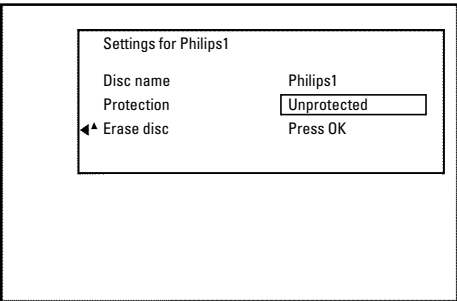 Settings for Philips1
Disc name Philips1
Protection Unprotected
Erase disc Press OK